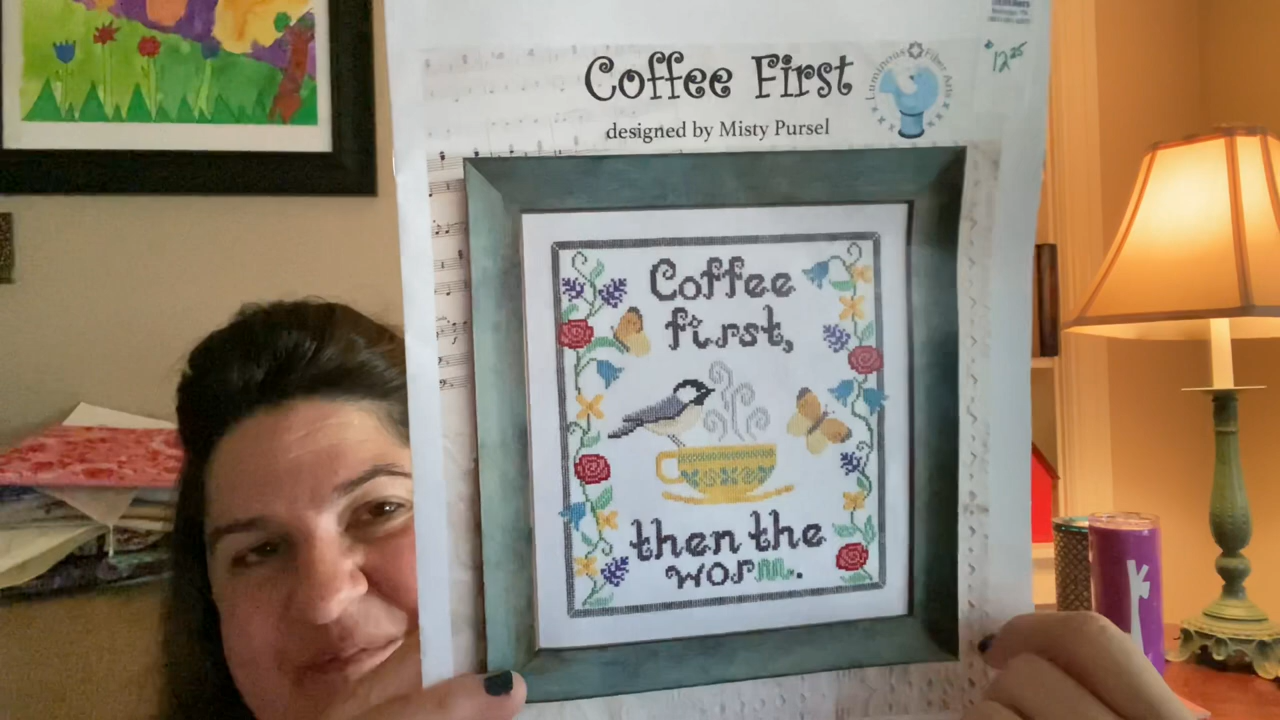 Coffee First
designed by Misty Pursel
Luminous Fiber Arts
$12.25
Coffee
first,
then the
worm.